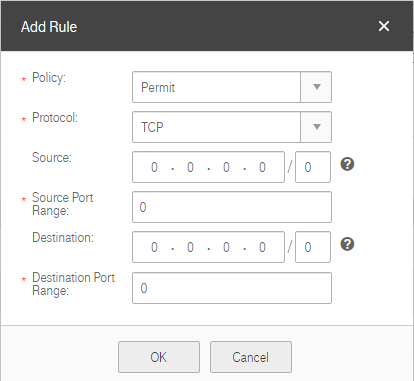 Add Rule ×
* Policy: Permit
* Protocol: TCP
Source: 0 . 0 . 0 . 0 / 0 ?
* Source Port
Range: 0
Destination: 0 . 0 . 0 . 0 / 0 ?
* Destination Port
Range: 0
OK Cancel